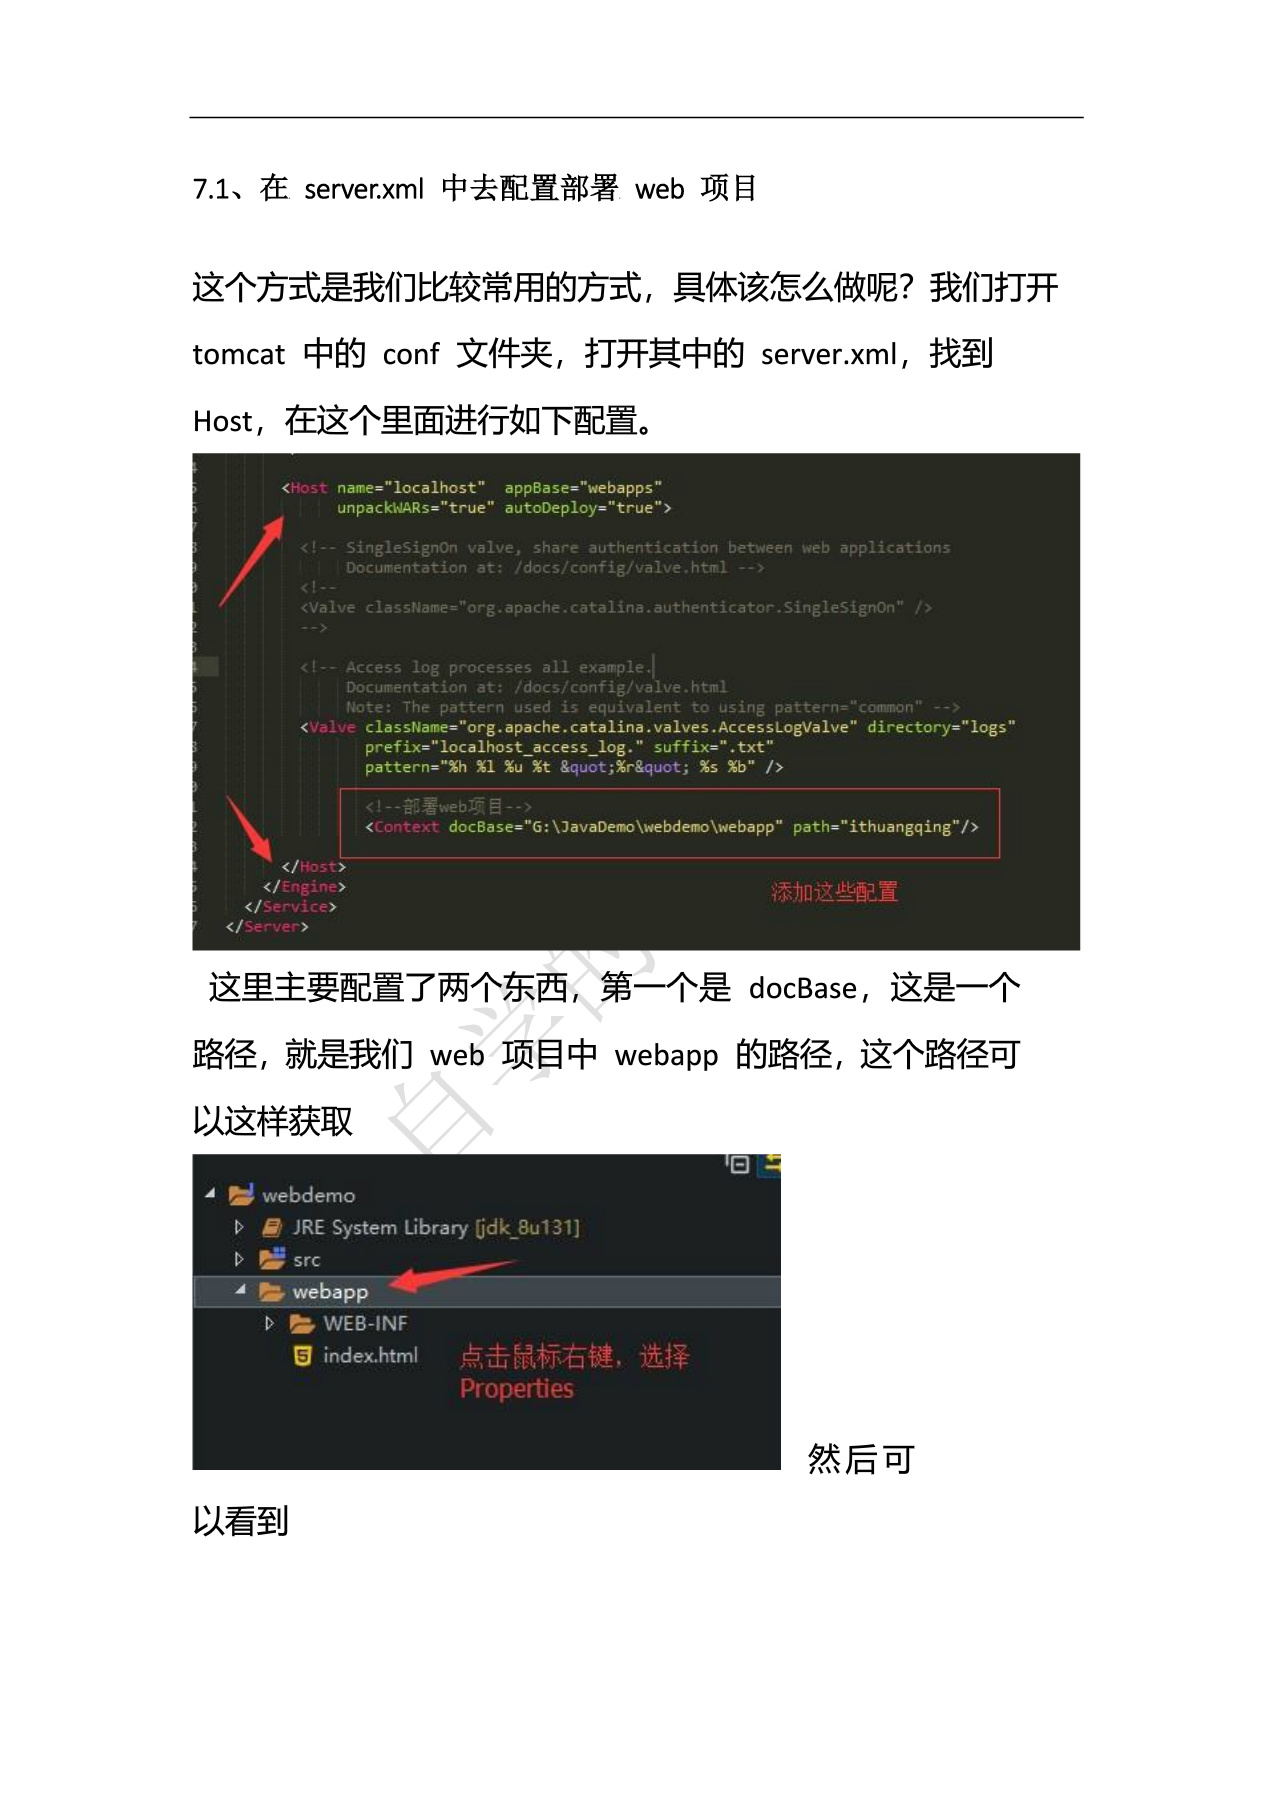 7.1、在 server.xml 中去配置部署 web 项目
这个方式是我们比较常用的方式，具体该怎么做呢？我们打开
tomcat 中的 conf 文件夹，打开其中的 server.xml，找到
Host，在这个里面进行如下配置。
<Host name="localhost"  appBase="webapps"
unpackWARs="true" autoDeploy="true">
<!-- SingleSignOn valve, share authentication between web applications
Documentation at: /docs/config/valve.html -->
<!--
<Valve className="org.apache.catalina.authenticator.SingleSignOn" />
-->
<!-- Access log processes all example.
Documentation at: /docs/config/valve.html
Note: The pattern used is equivalent to using pattern="common" -->
<Valve className="org.apache.catalina.valves.AccessLogValve" directory="logs"
prefix="localhost_access_log." suffix=".txt"
pattern="%h %l %u %t &quot;%r&quot; %s %b" />
<!--部署web项目-->
<Context docBase="G:\JavaDemo\webdemo\webapp" path="ithuangqing"/>
</Host>
</Engine>
添加这些配置
</Service>
</Server>
这里主要配置了两个东西，第一个是 docBase，这是一个
路径，就是我们 web 项目中 webapp 的路径，这个路径可
以这样获取
webdemo
JRE System Library [jdk_8u131]
src
webapp
WEB-INF
index.html
点击鼠标右键，选择
Properties
然后可
以看到
自学的